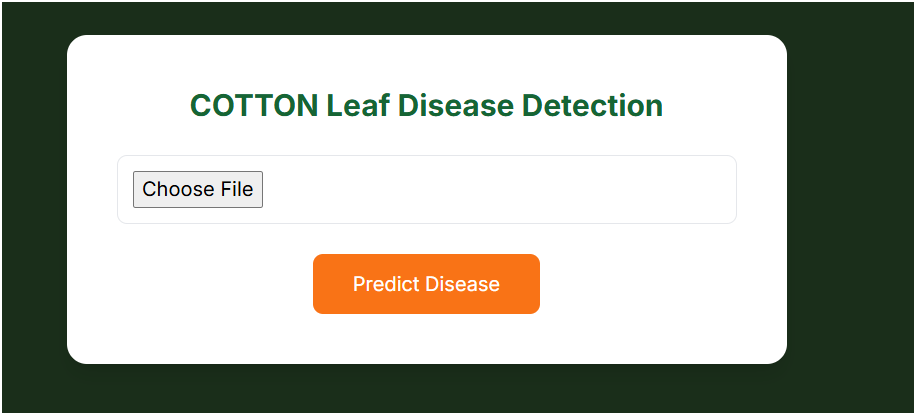 COTTON Leaf Disease Detection
Choose File
Predict Disease